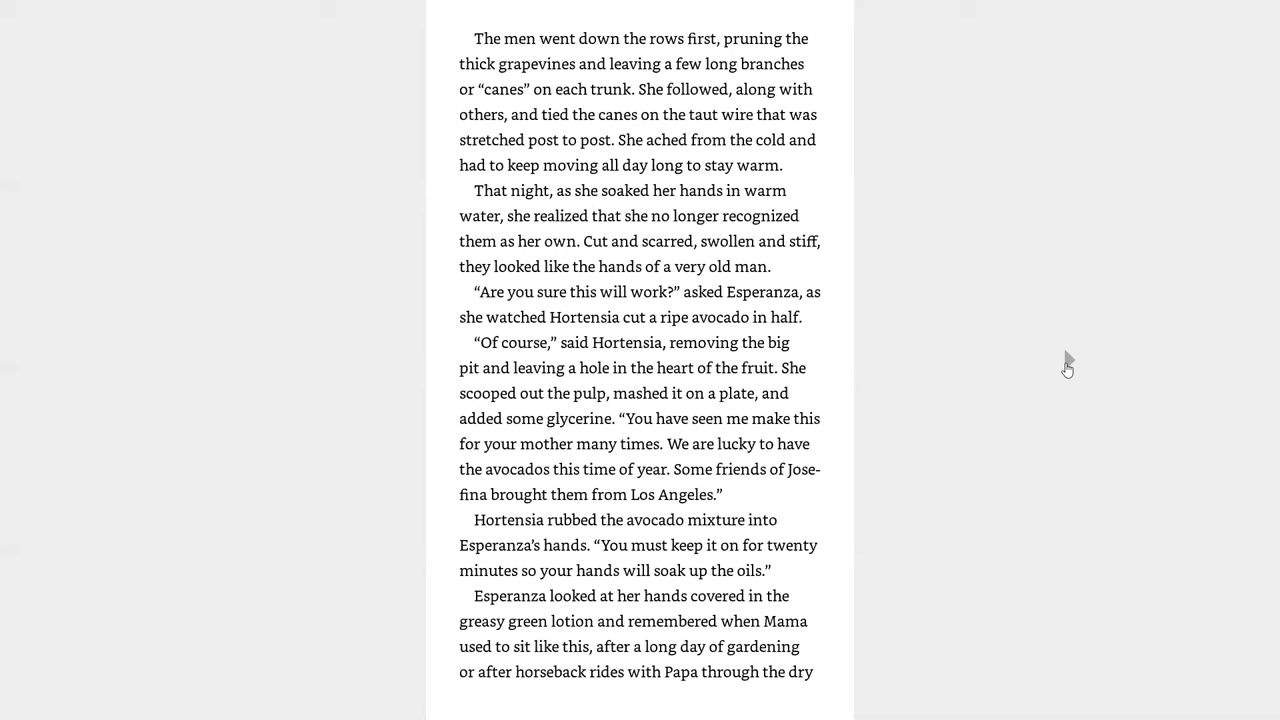 The men went down the rows first, pruning the
thick grapevines and leaving a few long branches
or “canes” on each trunk. She followed, along with
others, and tied the canes on the taut wire that was
stretched post to post. She ached from the cold and
had to keep moving all day long to stay warm.
That night, as she soaked her hands in warm
water, she realized that she no longer recognized
them as her own. Cut and scarred, swollen and stiff,
they looked like the hands of a very old man.
“Are you sure this will work?” asked Esperanza, as
she watched Hortensia cut a ripe avocado in half.
“Of course,” said Hortensia, removing the big
pit and leaving a hole in the heart of the fruit. She
scooped out the pulp, mashed it on a plate, and
added some glycerine. “You have seen me make this
for your mother many times. We are lucky to have
the avocados this time of year. Some friends of Jose-
fina brought them from Los Angeles.”
Hortensia rubbed the avocado mixture into
Esperanza’s hands. “You must keep it on for twenty
minutes so your hands will soak up the oils.”
Esperanza looked at her hands covered in the
greasy green lotion and remembered when Mama
used to sit like this, after a long day of gardening
or after horseback rides with Papa through the dry